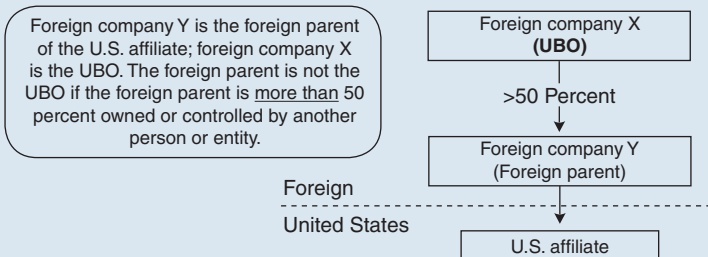 Foreign company Y is the foreign parent
of the U.S. affiliate; foreign company X
is the UBO. The foreign parent is not the
UBO if the foreign parent is more than 50
percent owned or controlled by another
person or entity.
Foreign company X
(UBO)
>50 Percent
Foreign company Y
(Foreign parent)
Foreign
United States
U.S. affiliate